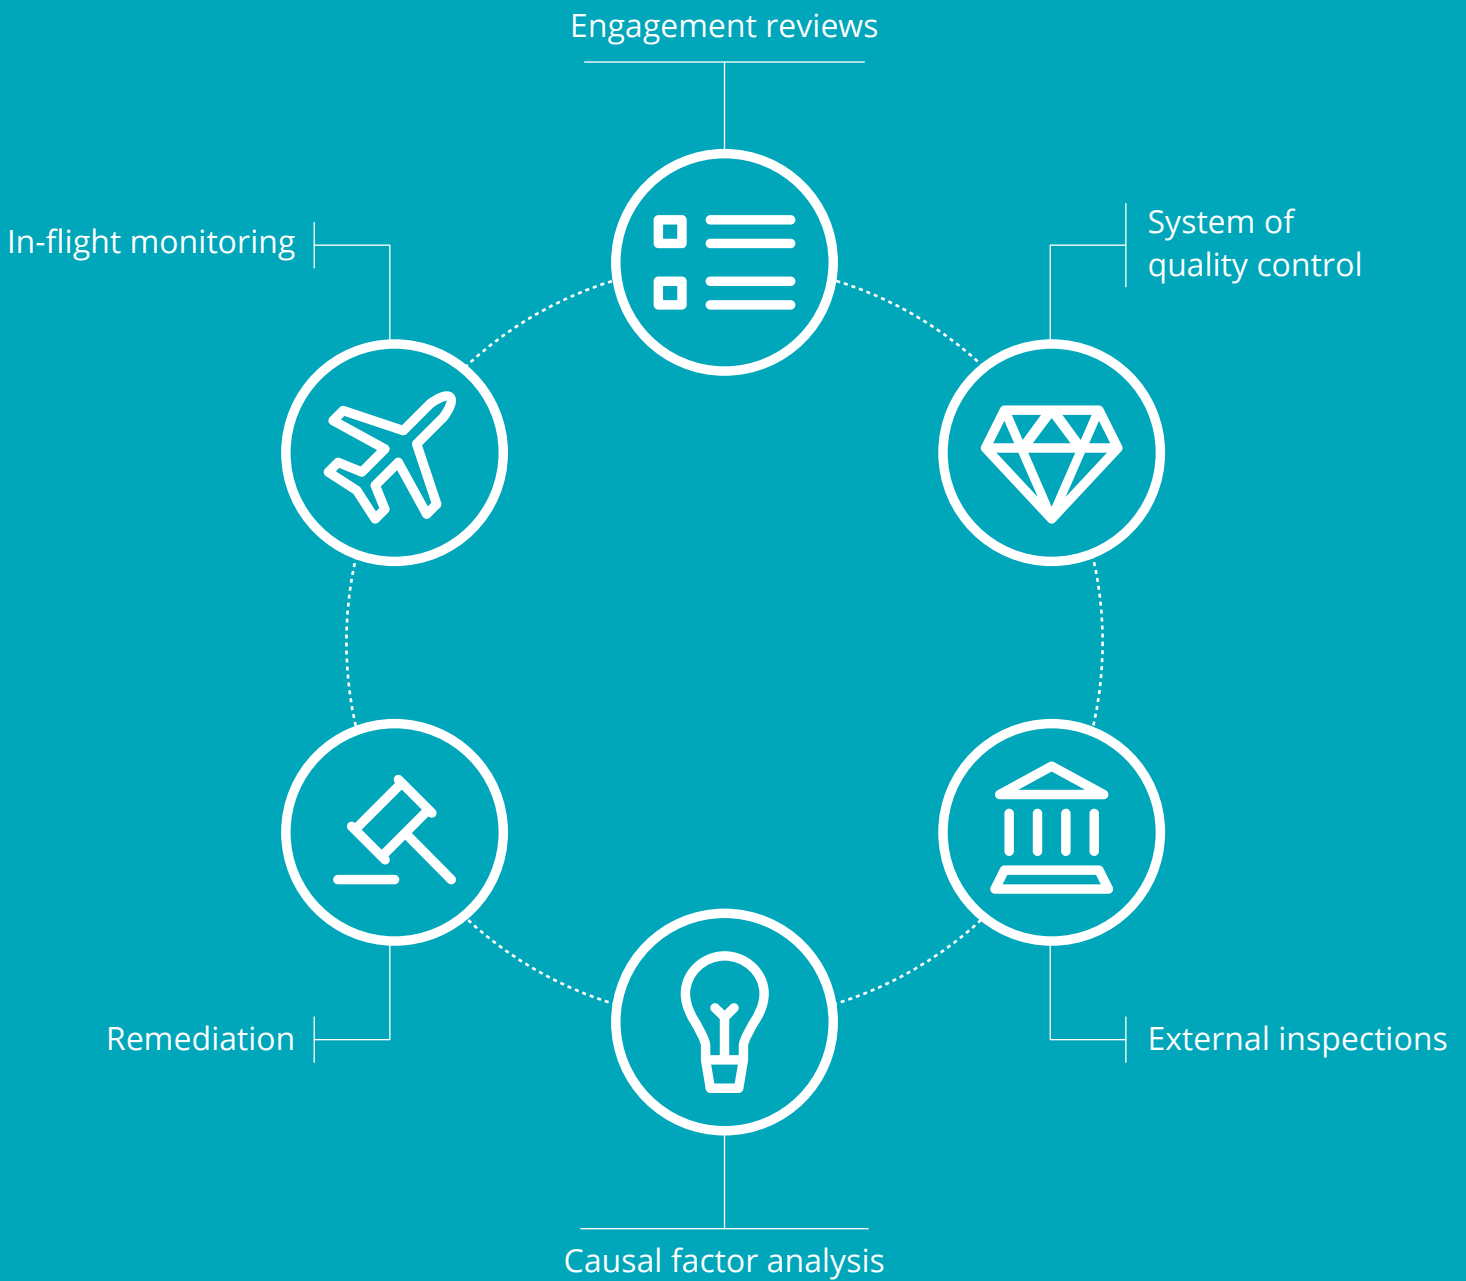 Engagement reviews
In-flight monitoring
System of
quality control
Remediation
External inspections
Causal factor analysis